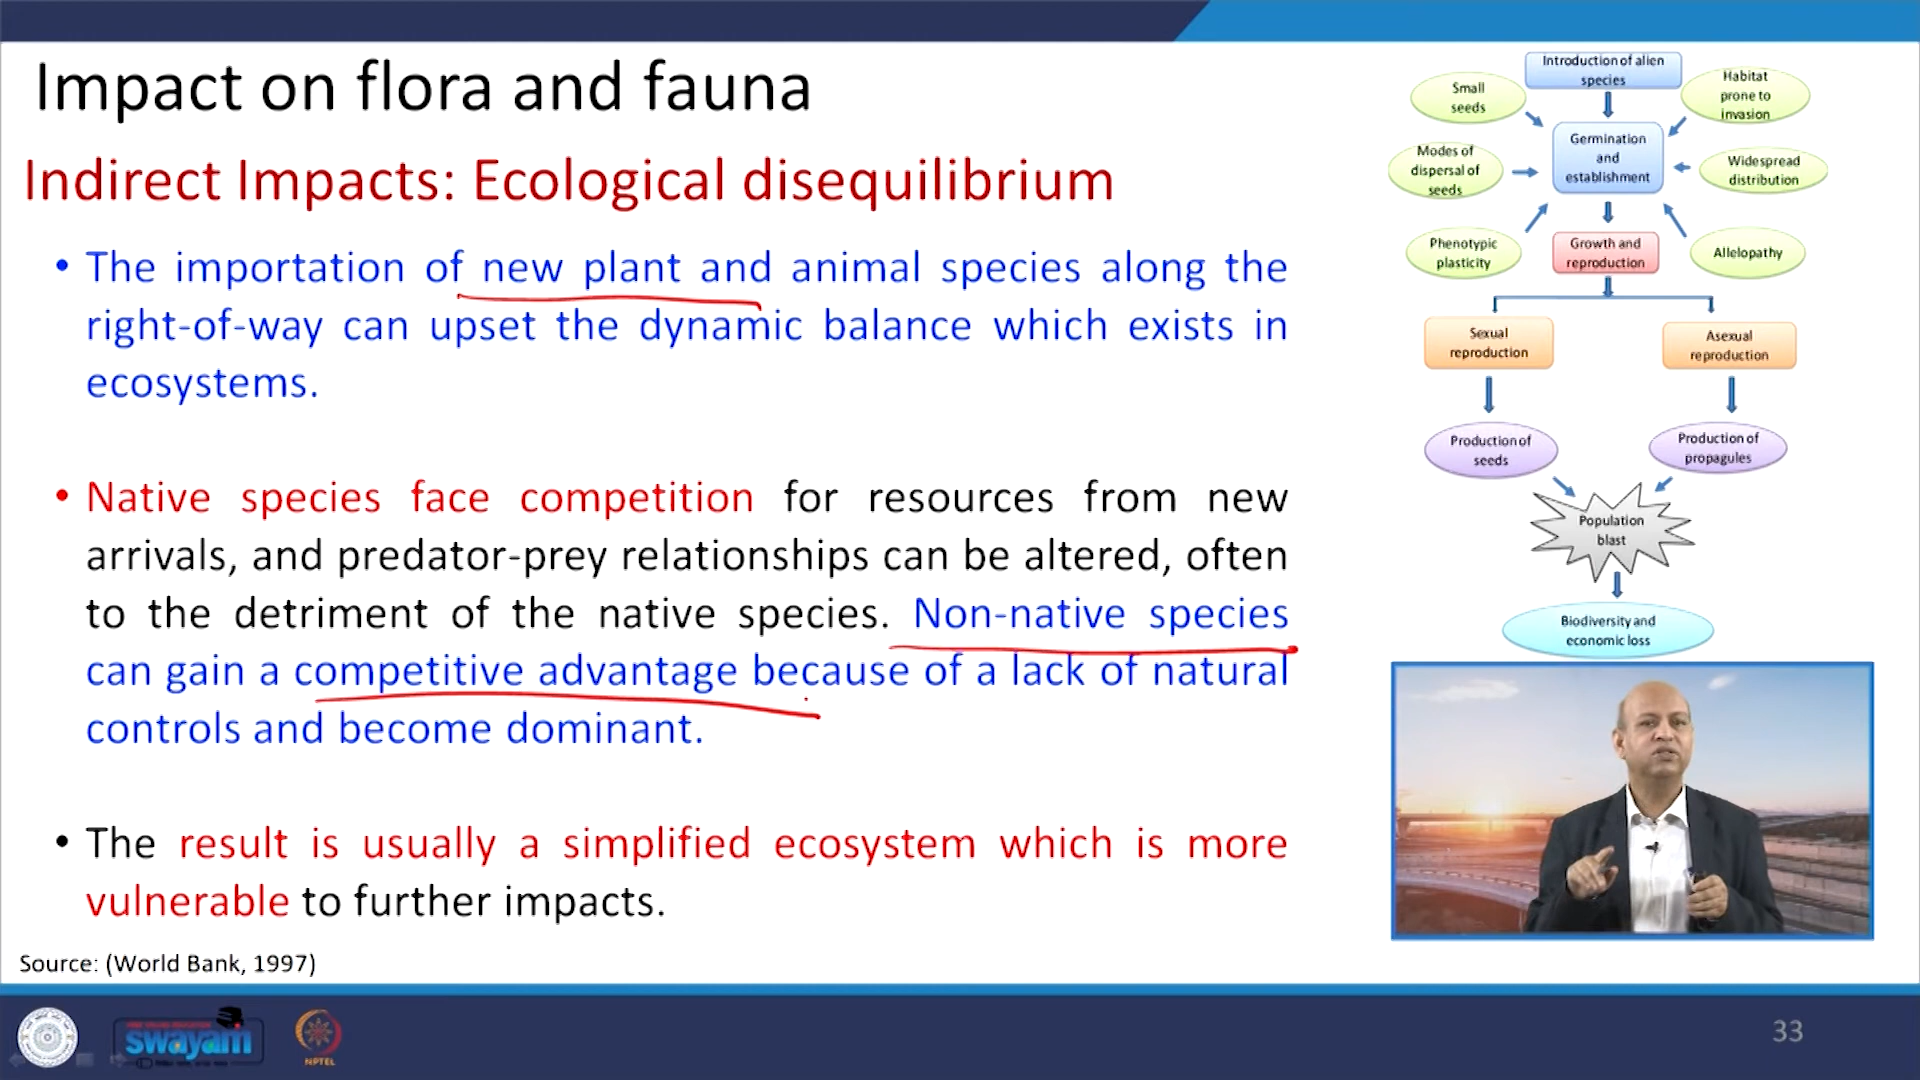 Impact on flora and fauna
Indirect Impacts: Ecological disequilibrium
• The importation of new plant and animal species along the
right-of-way can upset the dynamic balance which exists in
ecosystems.
• Native species face competition for resources from new
arrivals, and predator-prey relationships can be altered, often
to the detriment of the native species. Non-native species
can gain a competitive advantage because of a lack of natural
controls and become dominant.
• The result is usually a simplified ecosystem which is more
vulnerable to further impacts.
Source: (World Bank, 1997)
Introduction of alien
species
Small
seeds
Habitat
prone to
invasion
Germination
and
establishment
Modes of
dispersal of
seeds
Widespread
distribution
Phenotypic
plasticity
Growth and
reproduction
Allelopathy
Sexual
reproduction
Asexual
reproduction
Production of
seeds
Production of
propagules
Population
blast
Biodiversity and
economic loss
swayam
NPTEL
33